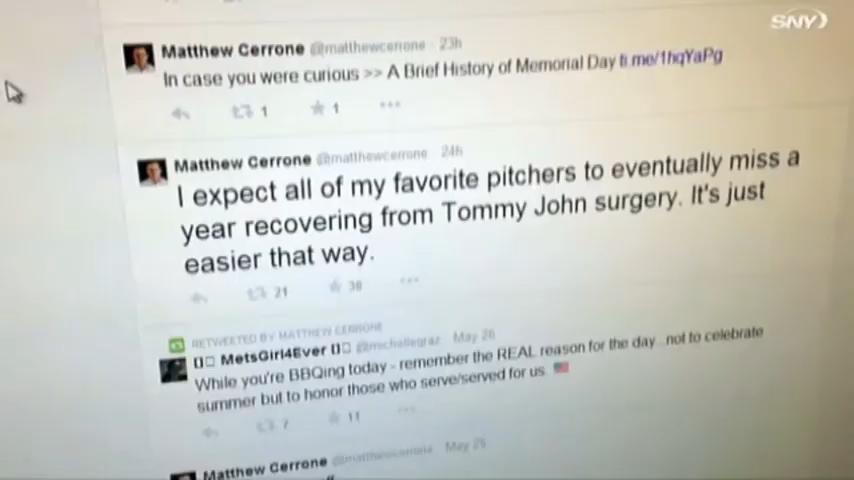 SNY
Matthew Cerrone @matthewcerrone · 23h
In case you were curious >> A Brief History of Memorial Day ti.me/1hqYaPg
1 1
Matthew Cerrone @matthewcerrone · 24h
I expect all of my favorite pitchers to eventually miss a
year recovering from Tommy John surgery. It's just
easier that way.
21 38
RETWEETED BY MATTHEW CERRONE
MetsGirl4Ever @michellegraz · May 26
While you're BBQing today - remember the REAL reason for the day...not to celebrate
summer but to honor those who serve/served for us.
7 11
Matthew Cerrone @matthewcerrone · May 26